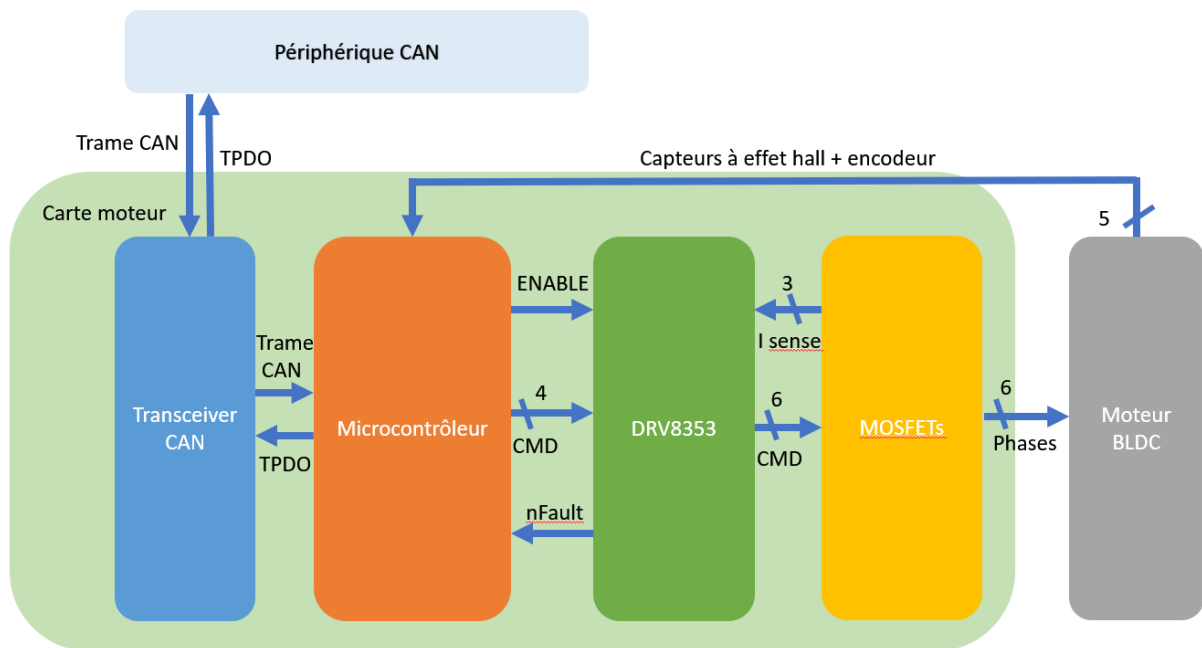 Périphérique CAN
Trame CAN
TPDO
Capteurs à effet hall + encodeur
Carte moteur
5
ENABLE
3
I sense
Trame
CAN
4
6
6
Transceiver
CAN
Microcontrôleur
DRV8353
MOSFETs
Moteur
BLDC
CMD
CMD
Phases
TPDO
nFault